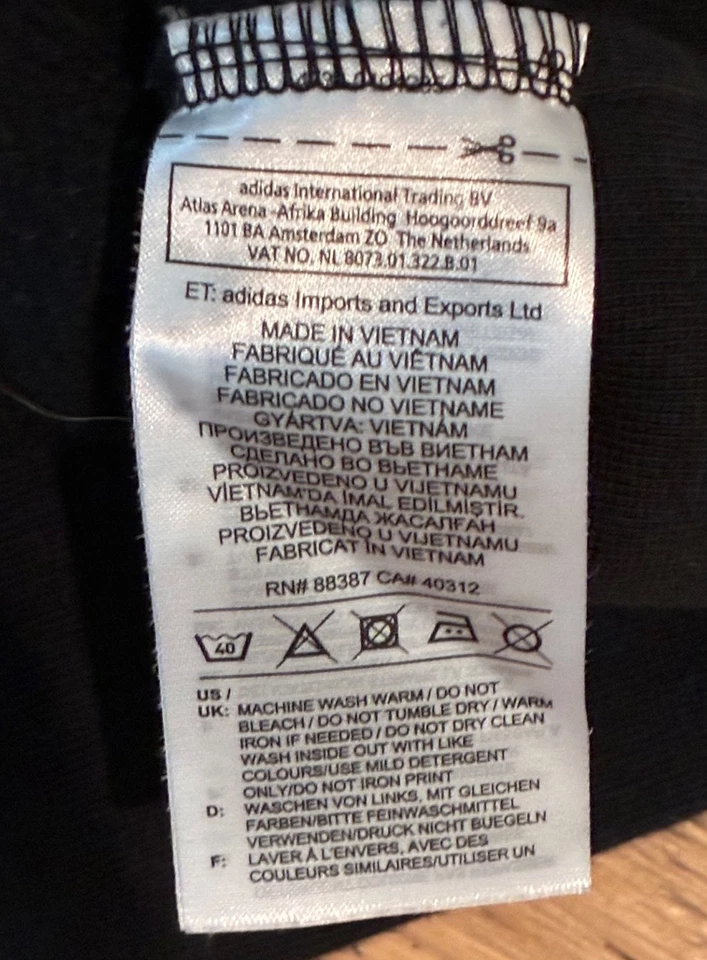 adidas International Trading BV
Atlas Arena-Afrika Building Hoogoorddreef 9a
1101 BA Amsterdam ZO The Netherlands
VAT NO. NL 8073.01.322.B.01
ET: adidas Imports and Exports Ltd
MADE IN VIETNAM
FABRIQUÉ AU VIÊTNAM
FABRICADO EN VIETNAM
FABRICADO NO VIETNAME
GYÁRTVA: VIETNÁM
ПРОИЗВЕДЕНО ВЪВ ВИЕТНАМ
СДЕЛАНО ВО ВЬЕТНАМЕ
PROIZVEDENO U VIJETNAMU
VİETNAM'DA İMAL EDİLMİŞTİR.
ВЬЕТНАМДА ЖАСАЛҒАН
PROIZVEDENO U VIJETNAMU
FABRICAT ÎN VIETNAM
RN# 88387 CA# 40312
40
US /
UK: MACHINE WASH WARM / DO NOT
BLEACH / DO NOT TUMBLE DRY / WARM
IRON IF NEEDED / DO NOT DRY CLEAN
WASH INSIDE OUT WITH LIKE
COLOURS/USE MILD DETERGENT
ONLY/DO NOT IRON PRINT
D: WASCHEN VON LINKS, MIT GLEICHEN
FARBEN/BITTE FEINWASCHMITTEL
VERWENDEN/DRUCK NICHT BUEGELN
F: LAVER À L'ENVERS, AVEC DES
COULEURS SIMILAIRES/UTILISER UN